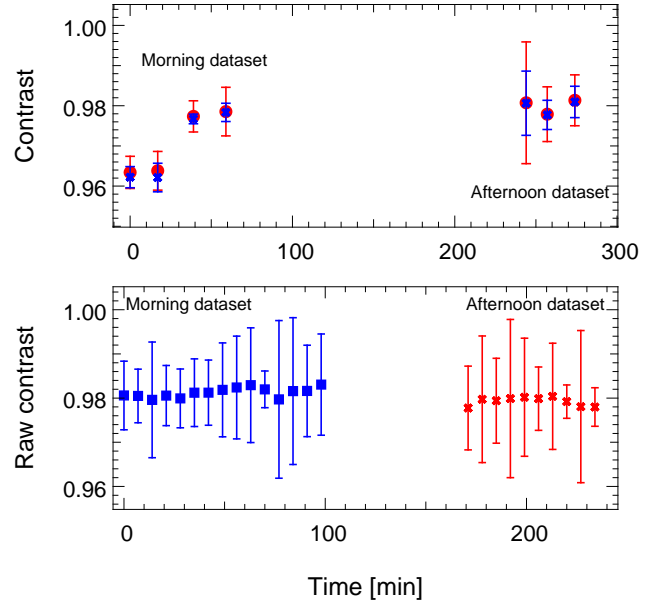 1.00
Morning dataset
0.98
Contrast
0.96
Afternoon dataset
0 100 200 300
Morning dataset Afternoon dataset
1.00
0.98
Raw contrast
0.96
0 100 200
Time [min]